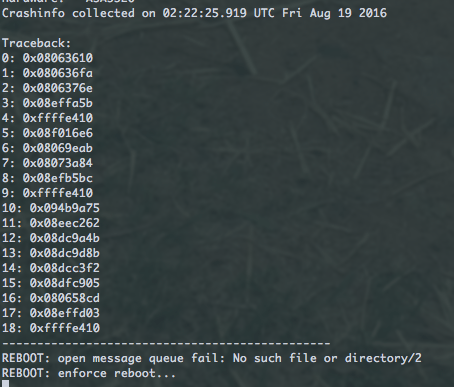 Crashinfo collected on 02:22:25.919 UTC Fri Aug 19 2016
Traceback:
0: 0x08063610
1: 0x080636fa
2: 0x0806376e
3: 0x08effa5b
4: 0xffffe410
5: 0x08f016e6
6: 0x08069eab
7: 0x08073a84
8: 0x08efb5bc
9: 0xffffe410
10: 0x094b9a75
11: 0x08eec262
12: 0x08dc9a4b
13: 0x08dc9d8b
14: 0x08dcc3f2
15: 0x08dfc905
16: 0x080658cd
17: 0x08effd03
18: 0xffffe410
-----------------------------------------------
REBOOT: open message queue fail: No such file or directory/2
REBOOT: enforce reboot...